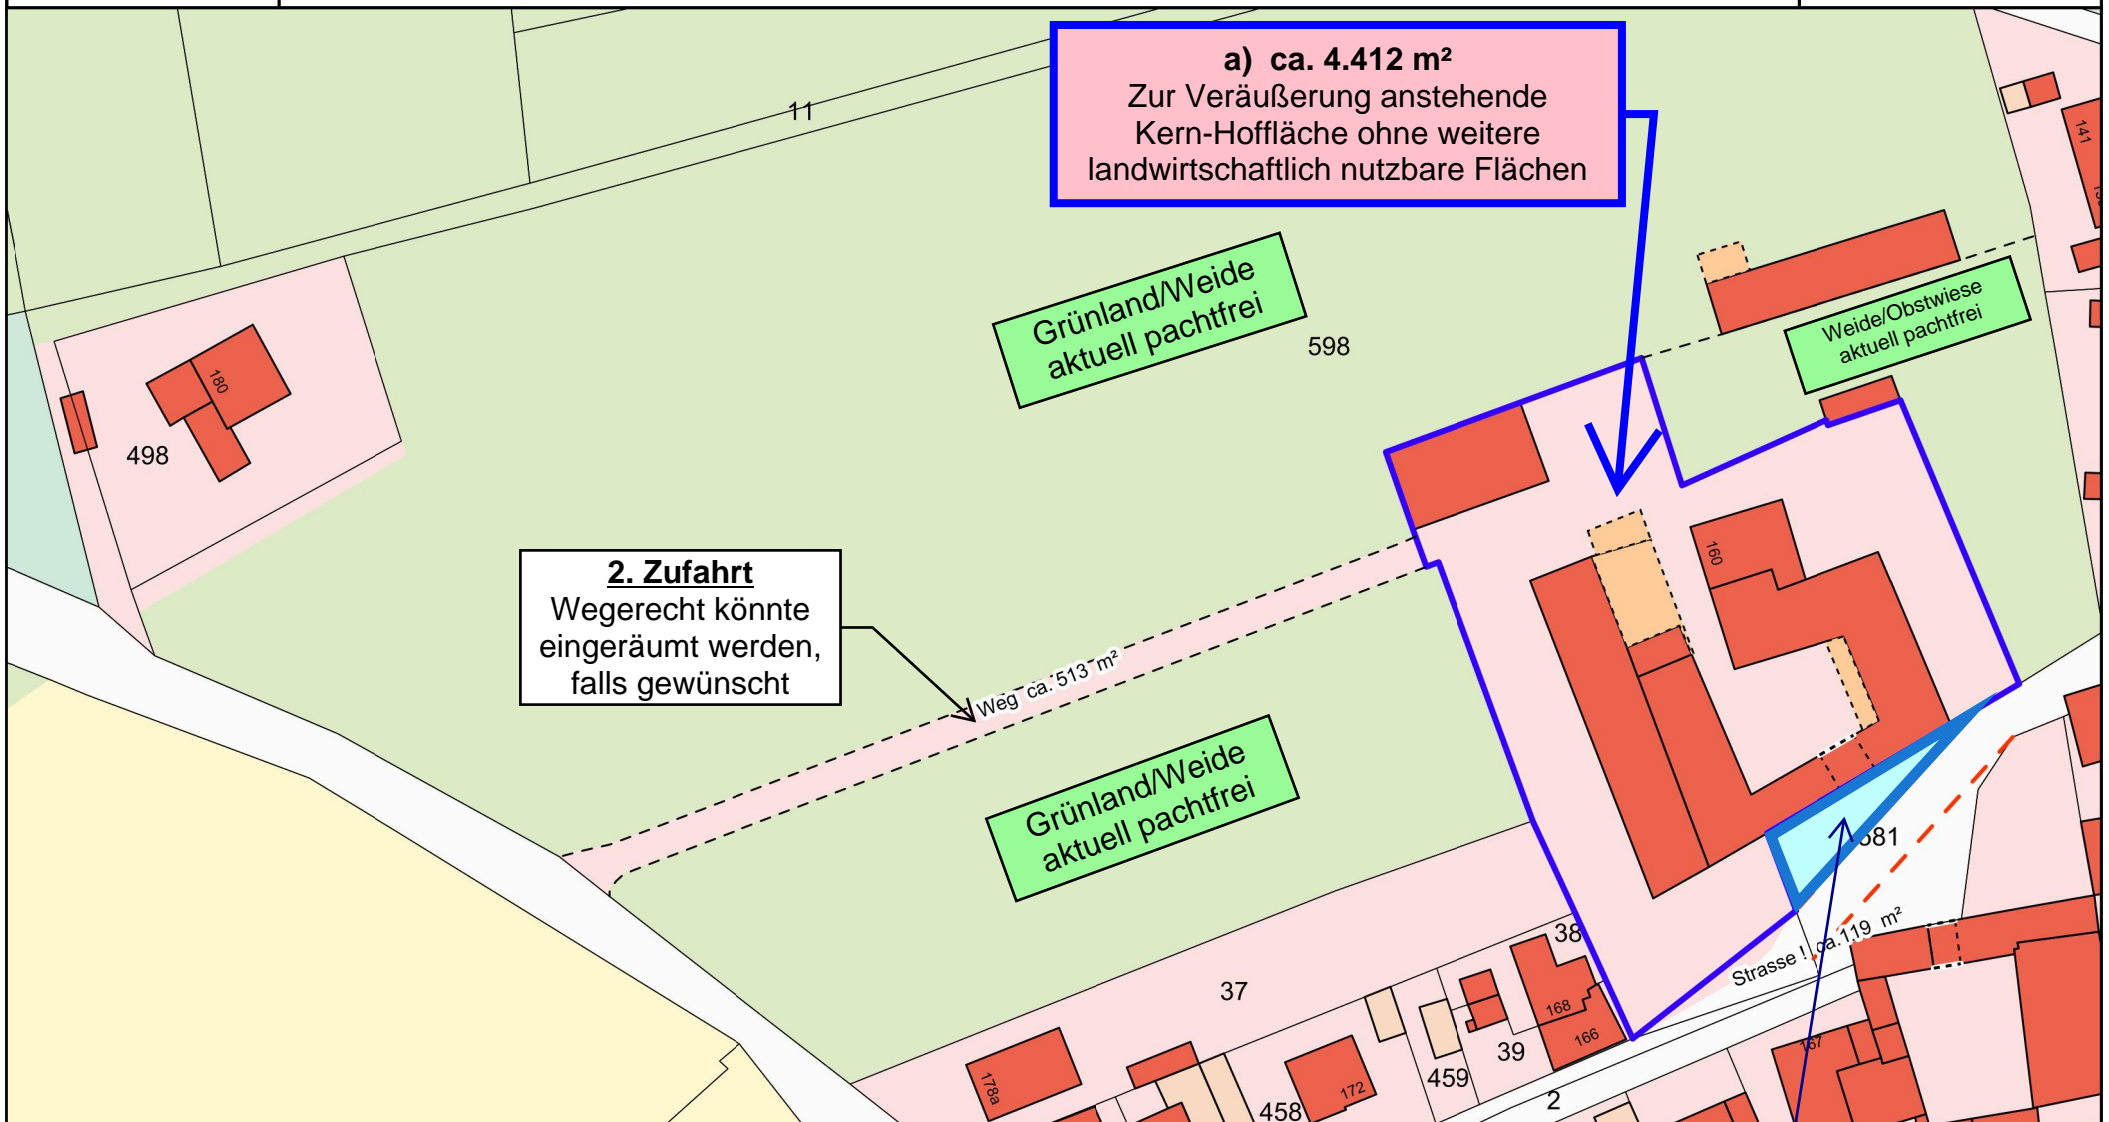 a) ca. 4.412 m²
Zur Veräußerung anstehende
Kern-Hoffläche ohne weitere
landwirtschaftlich nutzbare Flächen
11
141
Grünland/Weide
aktuell pachtfrei
598
Weide/Obstwiese
aktuell pachtfrei
180
498
160
2. Zufahrt
Wegerecht könnte
eingeräumt werden,
falls gewünscht
Weg ca. 513 m²
Grünland/Weide
aktuell pachtfrei
581
Strasse ! ca.119 m²
38
37
168
166
39
167
178a
172
459
458
2